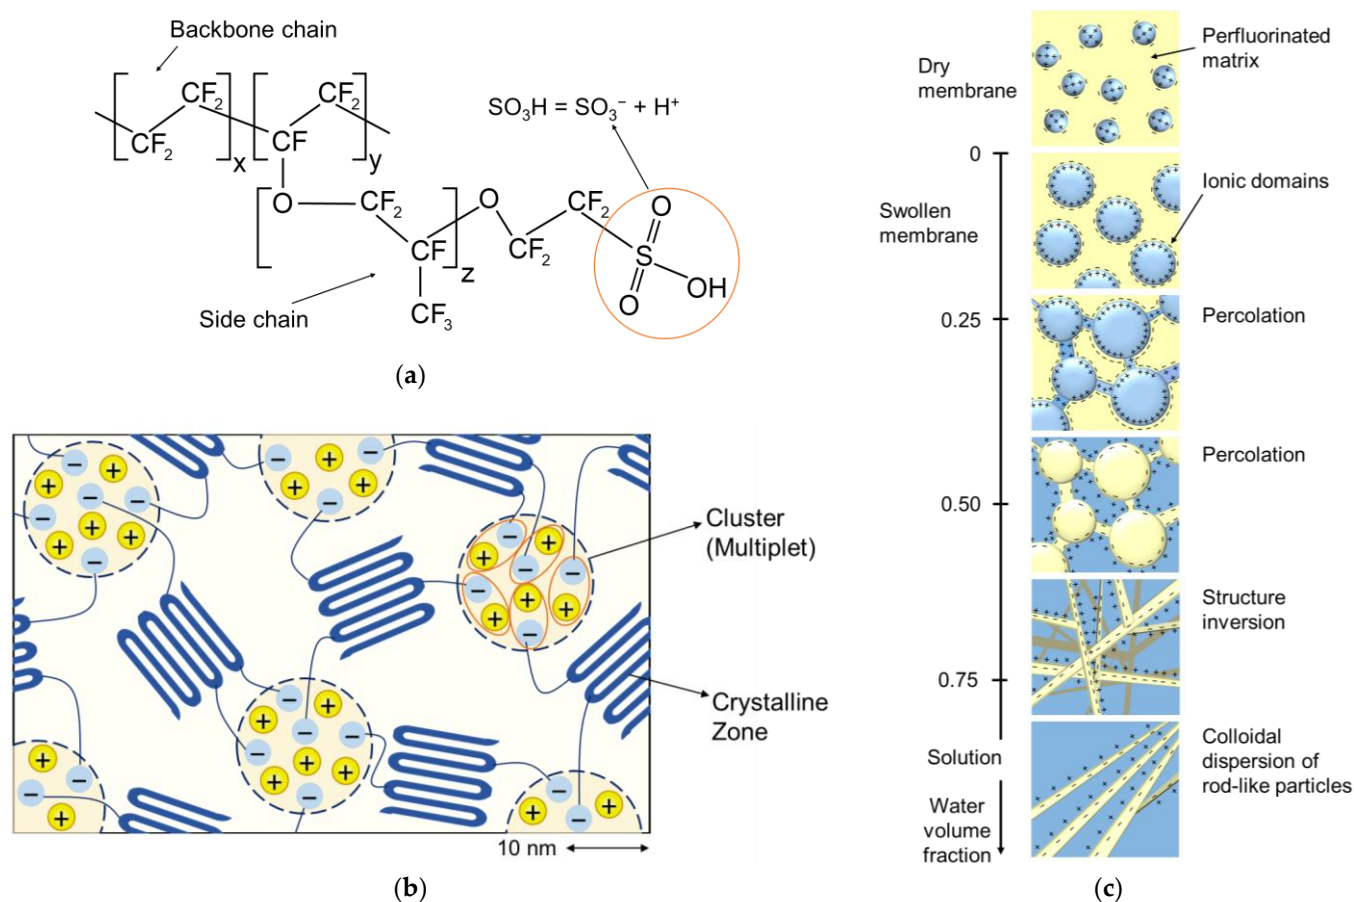 Backbone chain
CF₂
CF₂
CF₂
CF
x
y
SO₃H = SO₃⁻ + H⁺
O
CF₂
O
CF₂
O
CF
CF₂
S
z
OH
O
CF₃
Side chain
(a)
Cluster
(Multiplet)
Crystalline
Zone
10 nm
(b)
Dry
membrane
Perfluorinated
matrix
0
Swollen
membrane
Ionic domains
0.25
Percolation
Percolation
0.50
Structure
inversion
0.75
Solution
Colloidal
dispersion of
rod-like particles
Water
volume
fraction
(c)